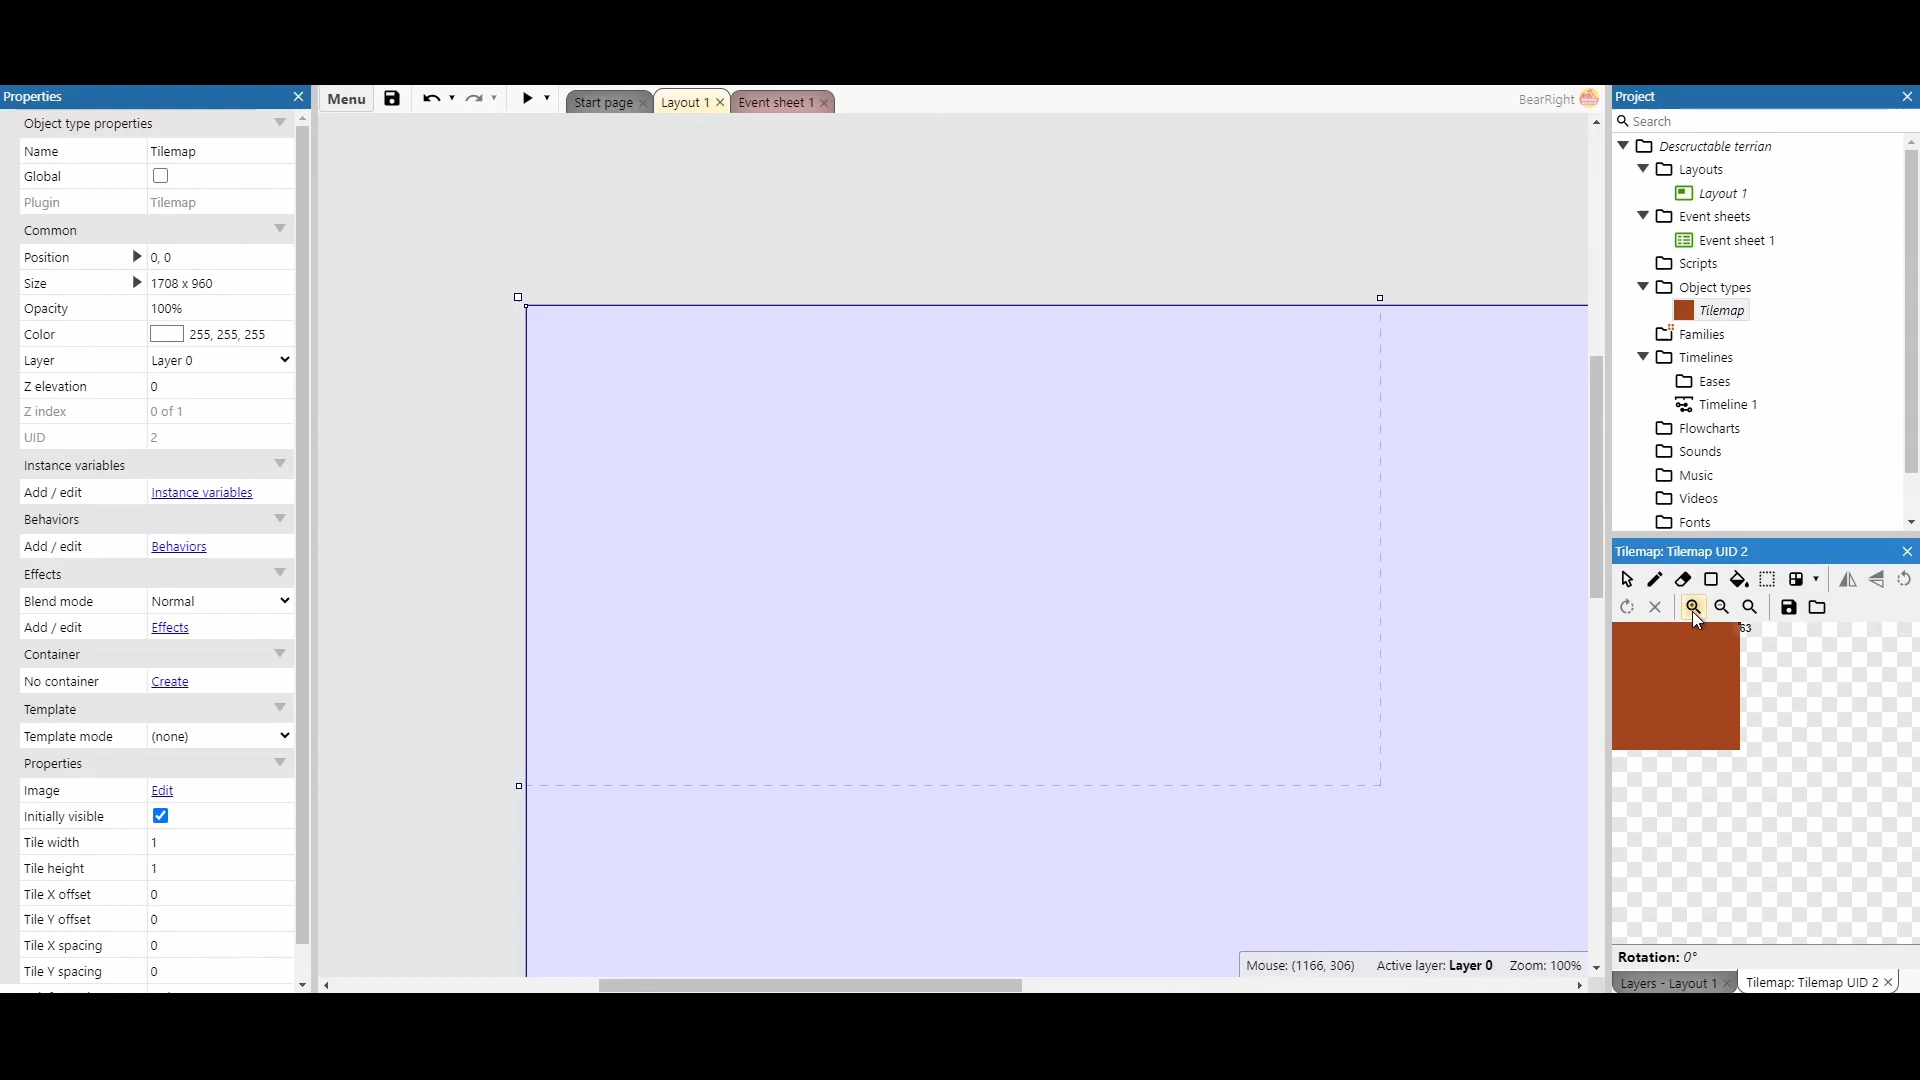 Properties
Object type properties
Name Tilemap
Global
Plugin Tilemap
Common
Position 0, 0
Size 1708 x 960
Opacity 100%
Color 255, 255, 255
Layer Layer 0
Z elevation 0
Z index 0 of 1
UID 2
Instance variables
Add / edit Instance variables
Behaviors
Add / edit Behaviors
Effects
Blend mode Normal
Add / edit Effects
Container
No container Create
Template
Template mode (none)
Properties
Image Edit
Initially visible
Tile width 1
Tile height 1
Tile X offset 0
Tile Y offset 0
Tile X spacing 0
Tile Y spacing 0
Menu
Start page
Layout 1
Event sheet 1
BearRight
Mouse: (1166, 306) Active layer: Layer 0 Zoom: 100%
Project
Search
Descructable terrian
Layouts
Layout 1
Event sheets
Event sheet 1
Scripts
Object types
Tilemap
Families
Timelines
Eases
Timeline 1
Flowcharts
Sounds
Music
Videos
Fonts
Tilemap: Tilemap UID 2
63
Rotation: 0°
Layers - Layout 1
Tilemap: Tilemap UID 2